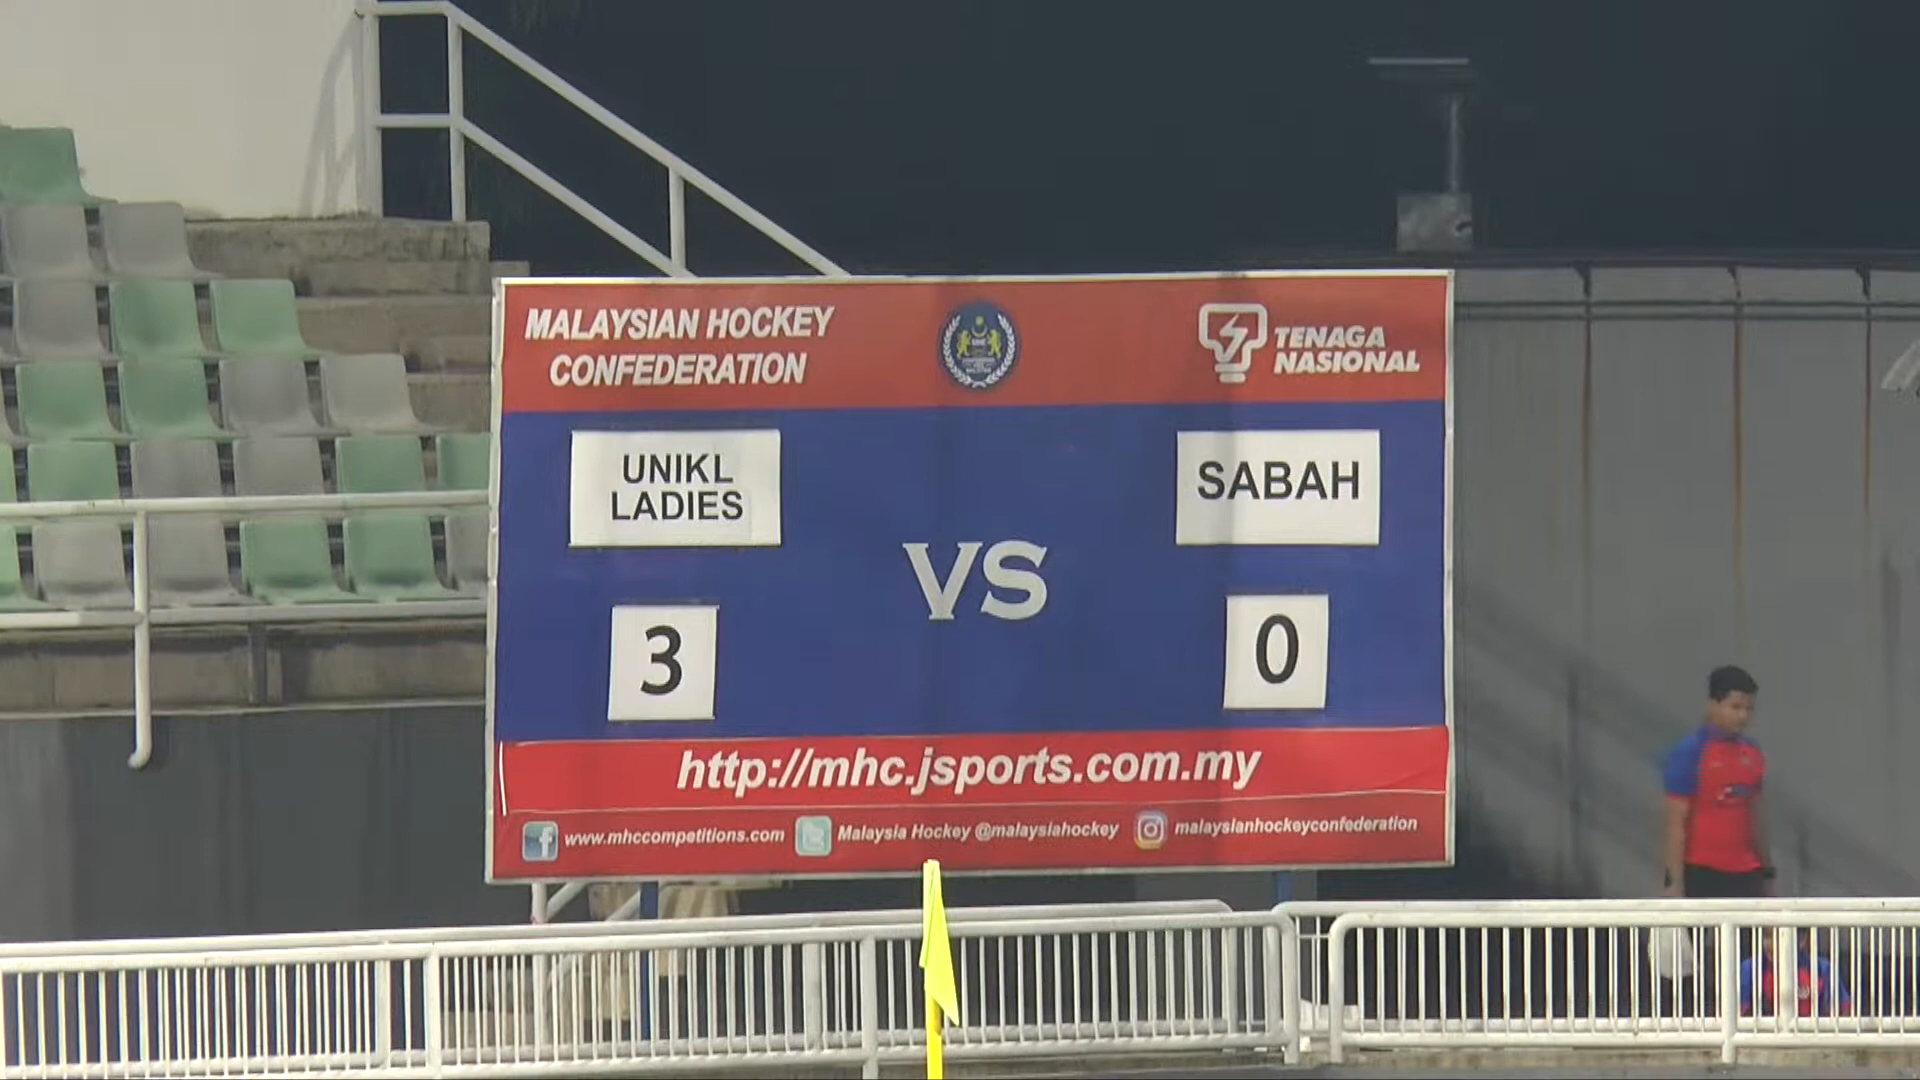 MALAYSIAN HOCKEY
CONFEDERATION
TENAGA
NASIONAL
UNIKL
LADIES
VS
SABAH
3
0
http://mhc.jsports.com.my
www.mhccompetitions.com
Malaysia Hockey @malaysiahockey
malaysianhockeyconfederation